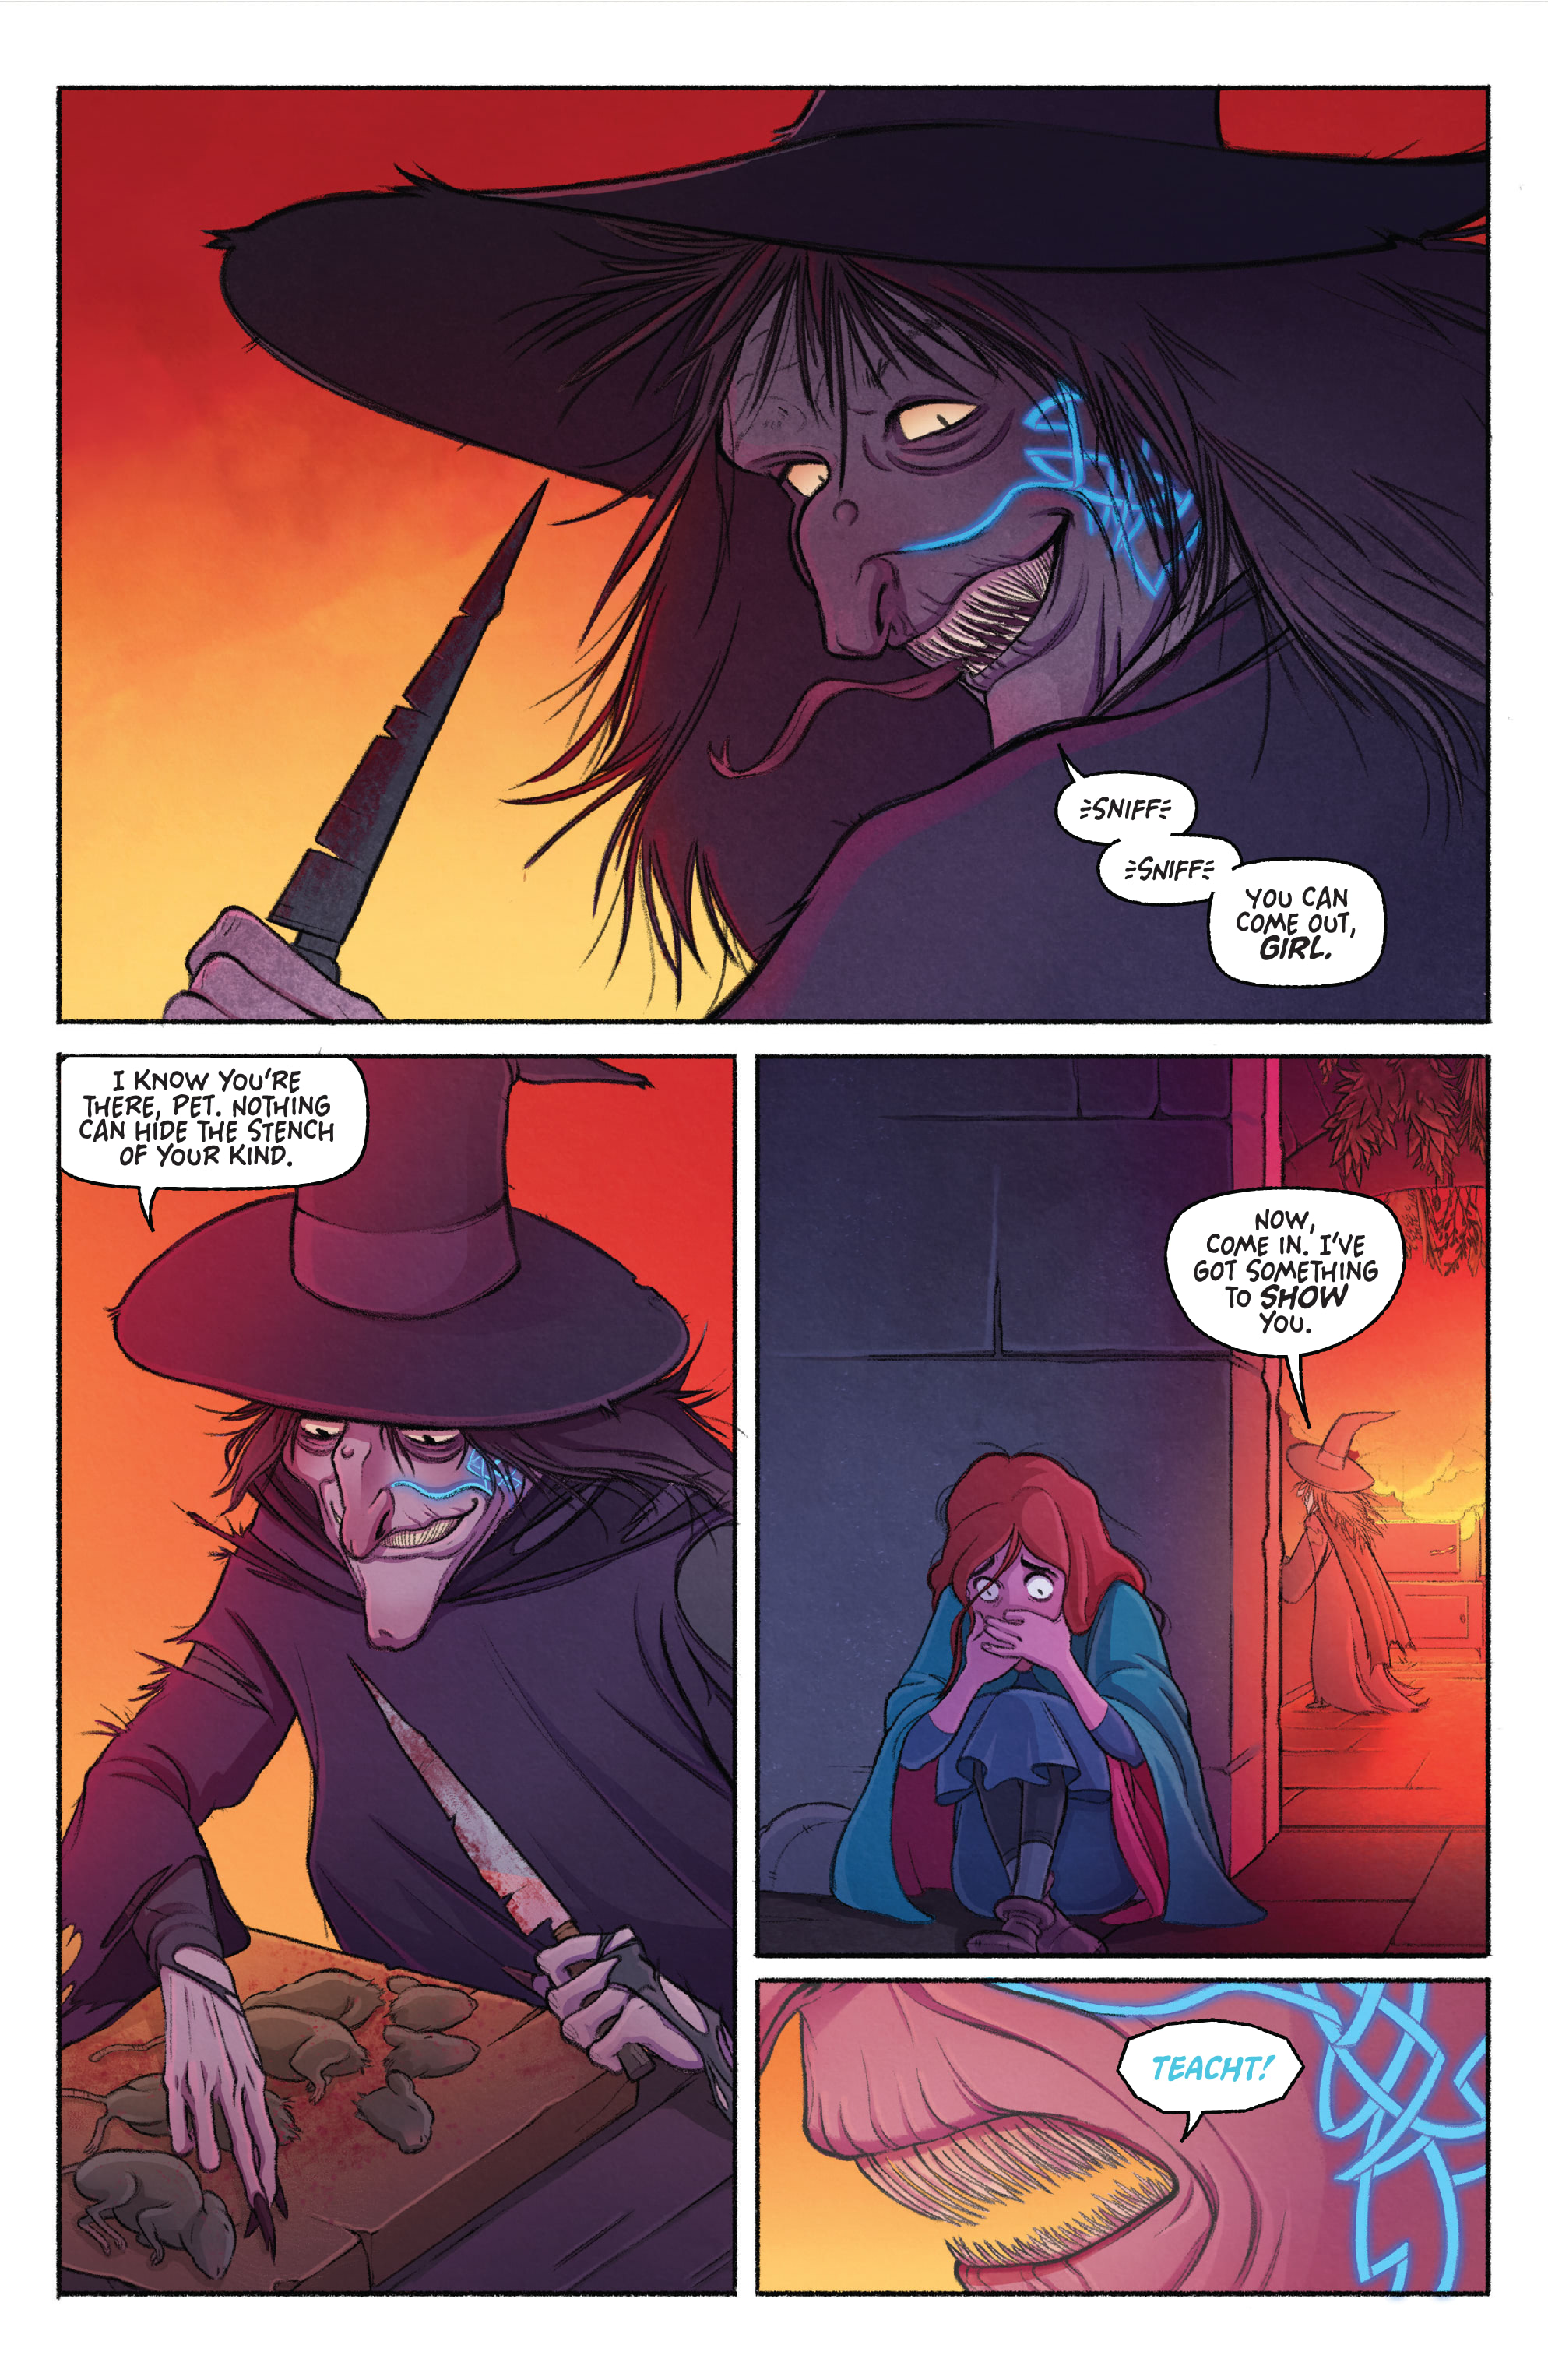 SNIFF
SNIFF
YOU CAN
COME OUT,
GIRL.
I KNOW YOU'RE
THERE, PET. NOTHING
CAN HIDE THE STENCH
OF YOUR KIND.
NOW,
COME IN. I'VE
GOT SOMETHING
TO SHOW
YOU.
TEACHT!